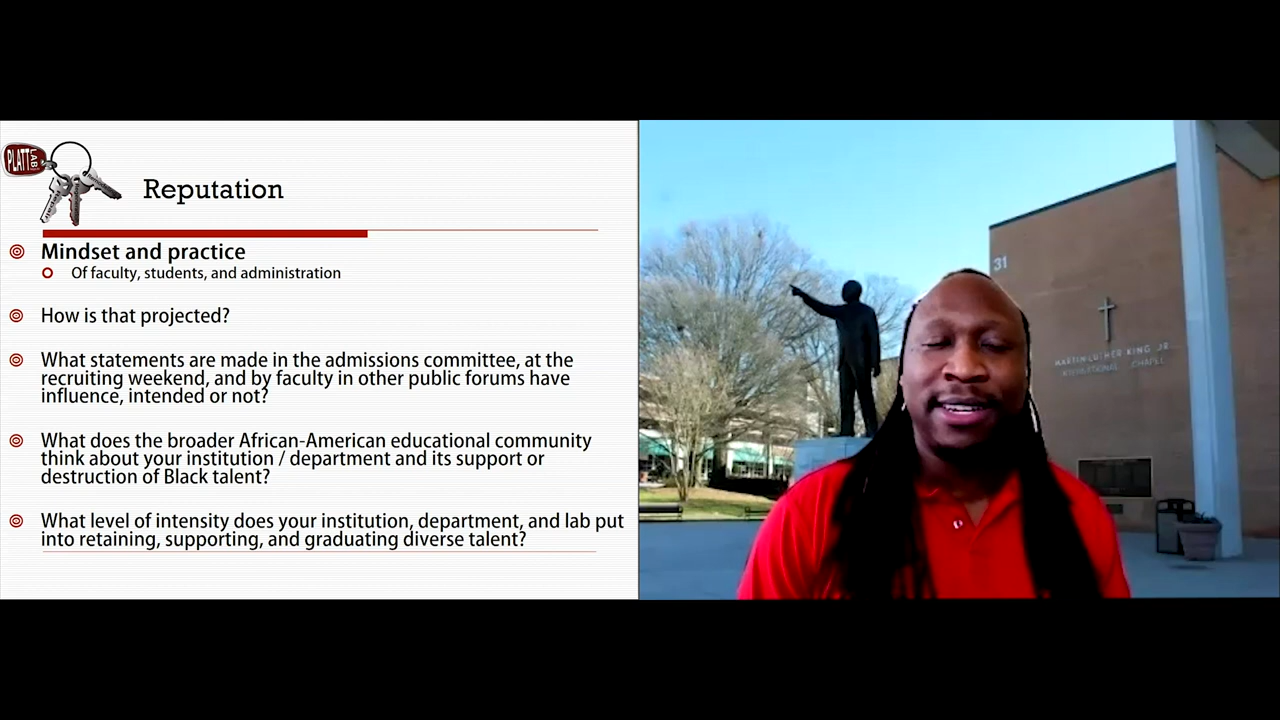 PLATT
LAB
Reputation
Mindset and practice
Of faculty, students, and administration
How is that projected?
What statements are made in the admissions committee, at the
recruiting weekend, and by faculty in other public forums have
influence, intended or not?
What does the broader African-American educational community
think about your institution / department and its support or
destruction of Black talent?
What level of intensity does your institution, department, and lab put
into retaining, supporting, and graduating diverse talent?
31
MARTIN LUTHER KING JR.
INTERNATIONAL CHAPEL